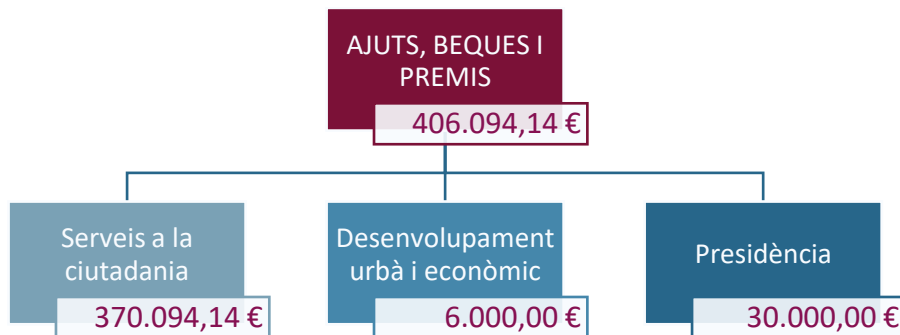 AJUTS, BEQUES I
PREMIS
406.094,14 €
Serveis a la
ciutadania
370.094,14 €
Desenvolupament
urbà i econòmic
6.000,00 €
Presidència
30.000,00 €